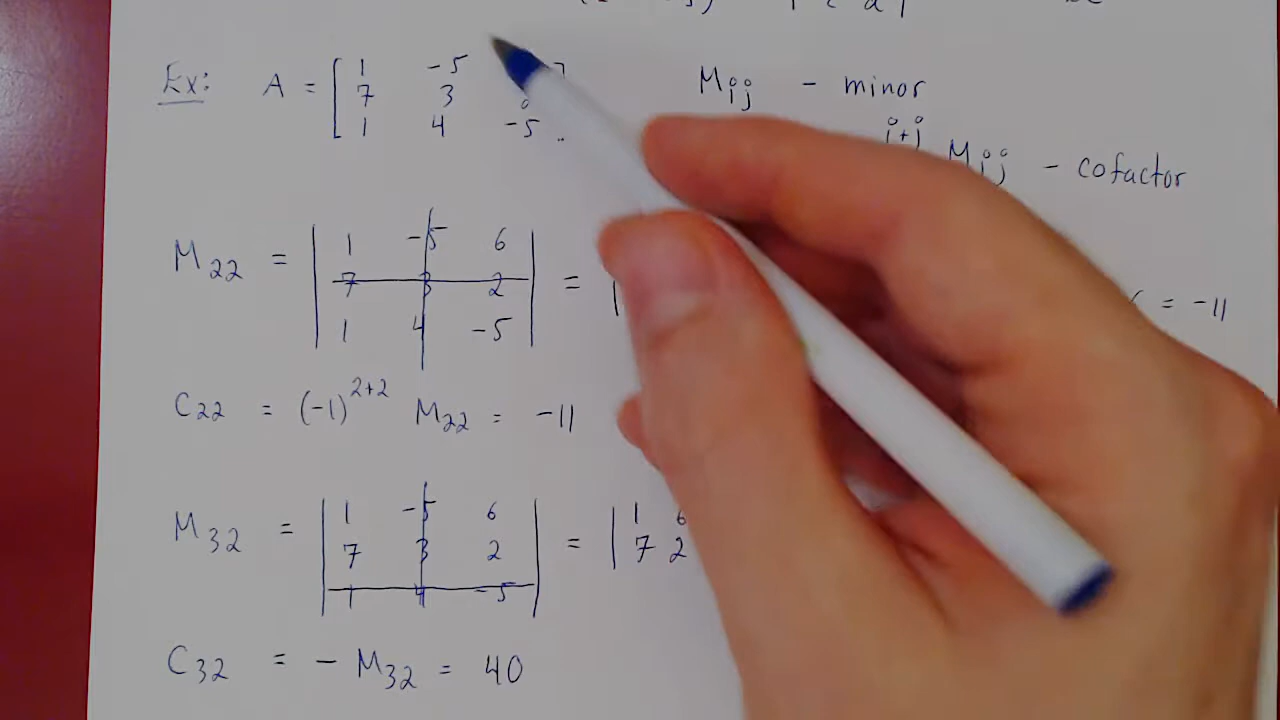 Ex: A = [ 1 -5
7 3
1 4 -5
Mij - minor
i+j
Mij - cofactor
M22 = | 1 -5 6 | = |
7 3 2
1 4 -5
= -11
C22 = (-1)^2+2 M22 = -11
M32 = | 1 -5 6 | = | 1 6
7 3 2 7 2
1 4 -5
C32 = - M32 = 40